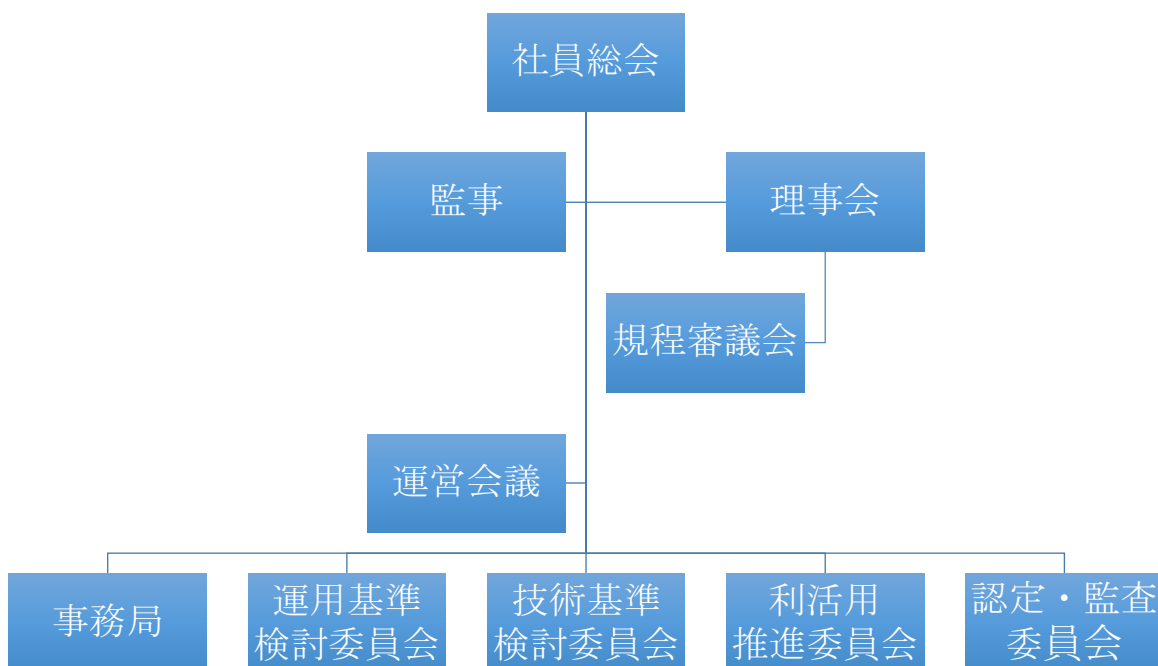 社員総会
監事
理事会
規程審議会
運営会議
事務局
運用基準
検討委員会
技術基準
検討委員会
利活用
推進委員会
認定・監査
委員会